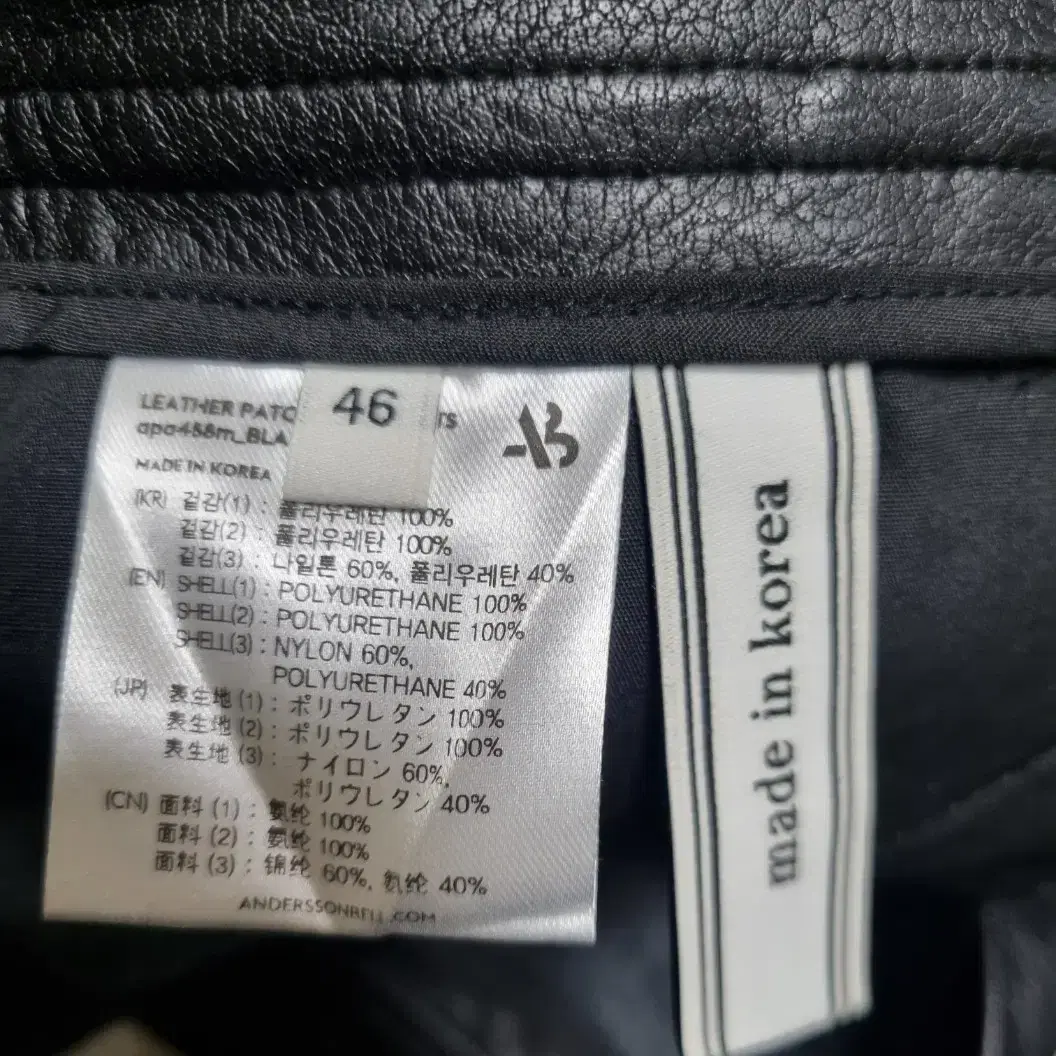 46
LEATHER PATC
apa458m_BLA
MADE IN KOREA
(KR) 겉감(1) : 폴리우레탄 100%
겉감(2) : 폴리우레탄 100%
겉감(3) : 나일론 60%, 폴리우레탄 40%
(EN) SHELL(1) : POLYURETHANE 100%
SHELL(2) : POLYURETHANE 100%
SHELL(3) : NYLON 60%,
POLYURETHANE 40%
(JP) 表生地 (1) : ポリウレタン 100%
表生地 (2) : ポリウレタン 100%
表生地 (3) : ナイロン 60%,
ポリウレタン 40%
(CN) 面料 (1) : 氨纶 100%
面料 (2) : 氨纶 100%
面料 (3) : 锦纶 60%, 氨纶 40%
ANDERSSONBELL.COM
made in korea